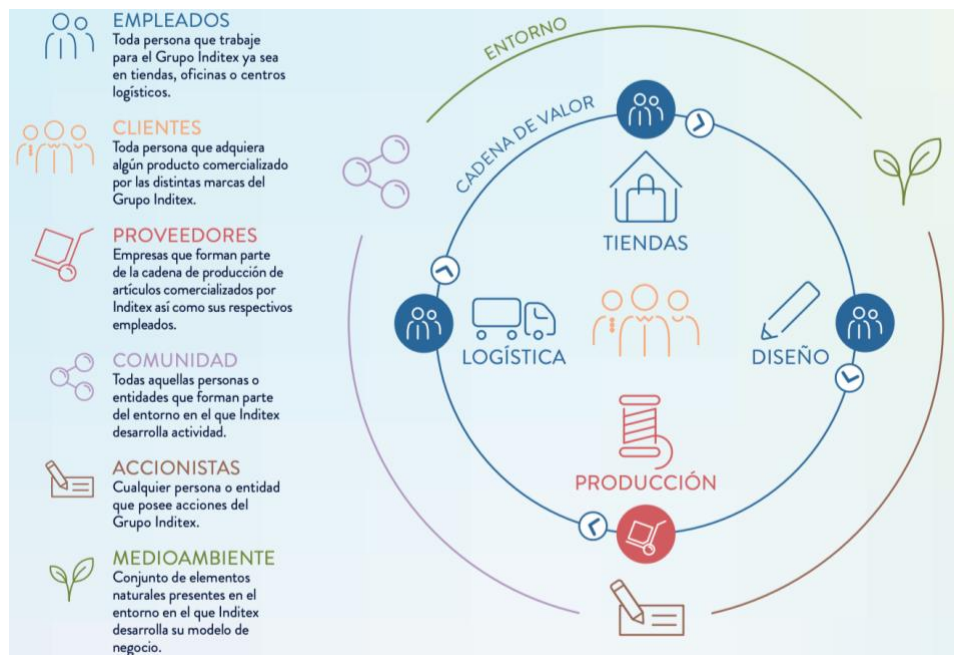 EMPLEADOS
Toda persona que trabaje
para el Grupo Inditex ya sea
en tiendas, oficinas o centros
logísticos.
CLIENTES
Toda persona que adquiera
algún producto comercializado
por las distintas marcas del
Grupo Inditex.
PROVEEDORES
Empresas que forman parte
de la cadena de producción de
artículos comercializados por
Inditex así como sus respectivos
empleados.
COMUNIDAD
Todas aquellas personas o
entidades que forman parte
del entorno en el que Inditex
desarrolla actividad.
ACCIONISTAS
Cualquier persona o entidad
que posee acciones del
Grupo Inditex.
MEDIOAMBIENTE
Conjunto de elementos
naturales presentes en el
entorno en el que Inditex
desarrolla su modelo de
negocio.
ENTORNO
CADENA DE VALOR
TIENDAS
LOGÍSTICA
DISEÑO
PRODUCCIÓN